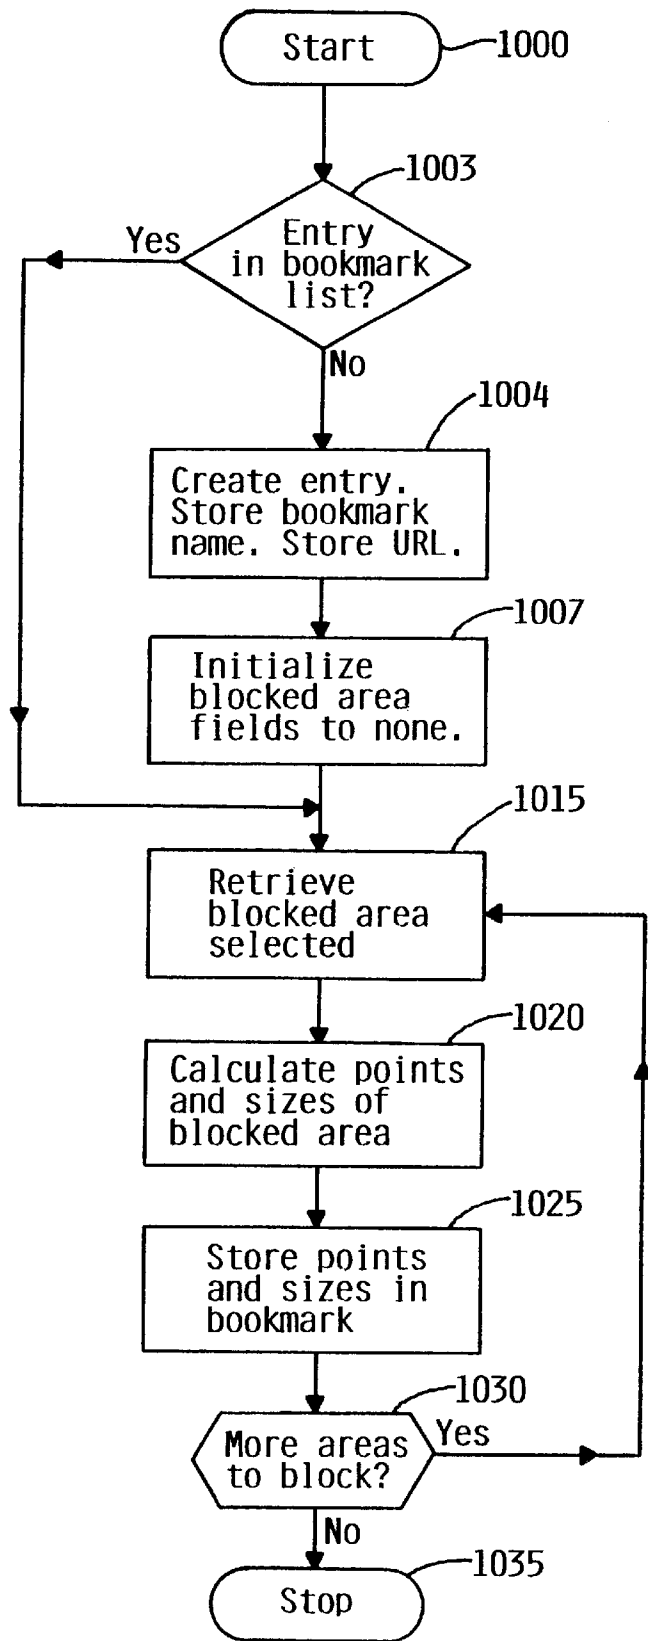 Start
1000
1003
Yes
Entry
in bookmark
list?
No
1004
Create entry.
Store bookmark
name. Store URL.
1007
Initialize
blocked area
fields to none.
1015
Retrieve
blocked area
selected
1020
Calculate points
and sizes of
blocked area
1025
Store points
and sizes in
bookmark
1030
More areas
to block?
Yes
No
1035
Stop